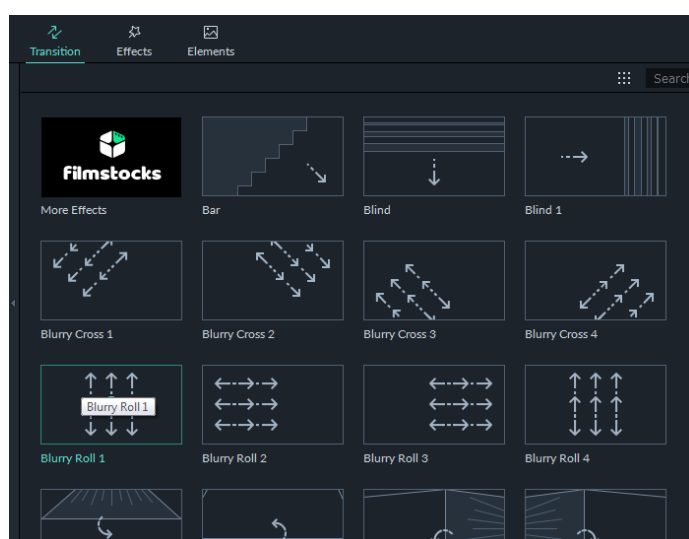 Transition Effects Elements
Search
filmstocks
More Effects Bar Blind Blind 1
Blurry Cross 1 Blurry Cross 2 Blurry Cross 3 Blurry Cross 4
Blurry Roll 1
Blurry Roll 1 Blurry Roll 2 Blurry Roll 3 Blurry Roll 4